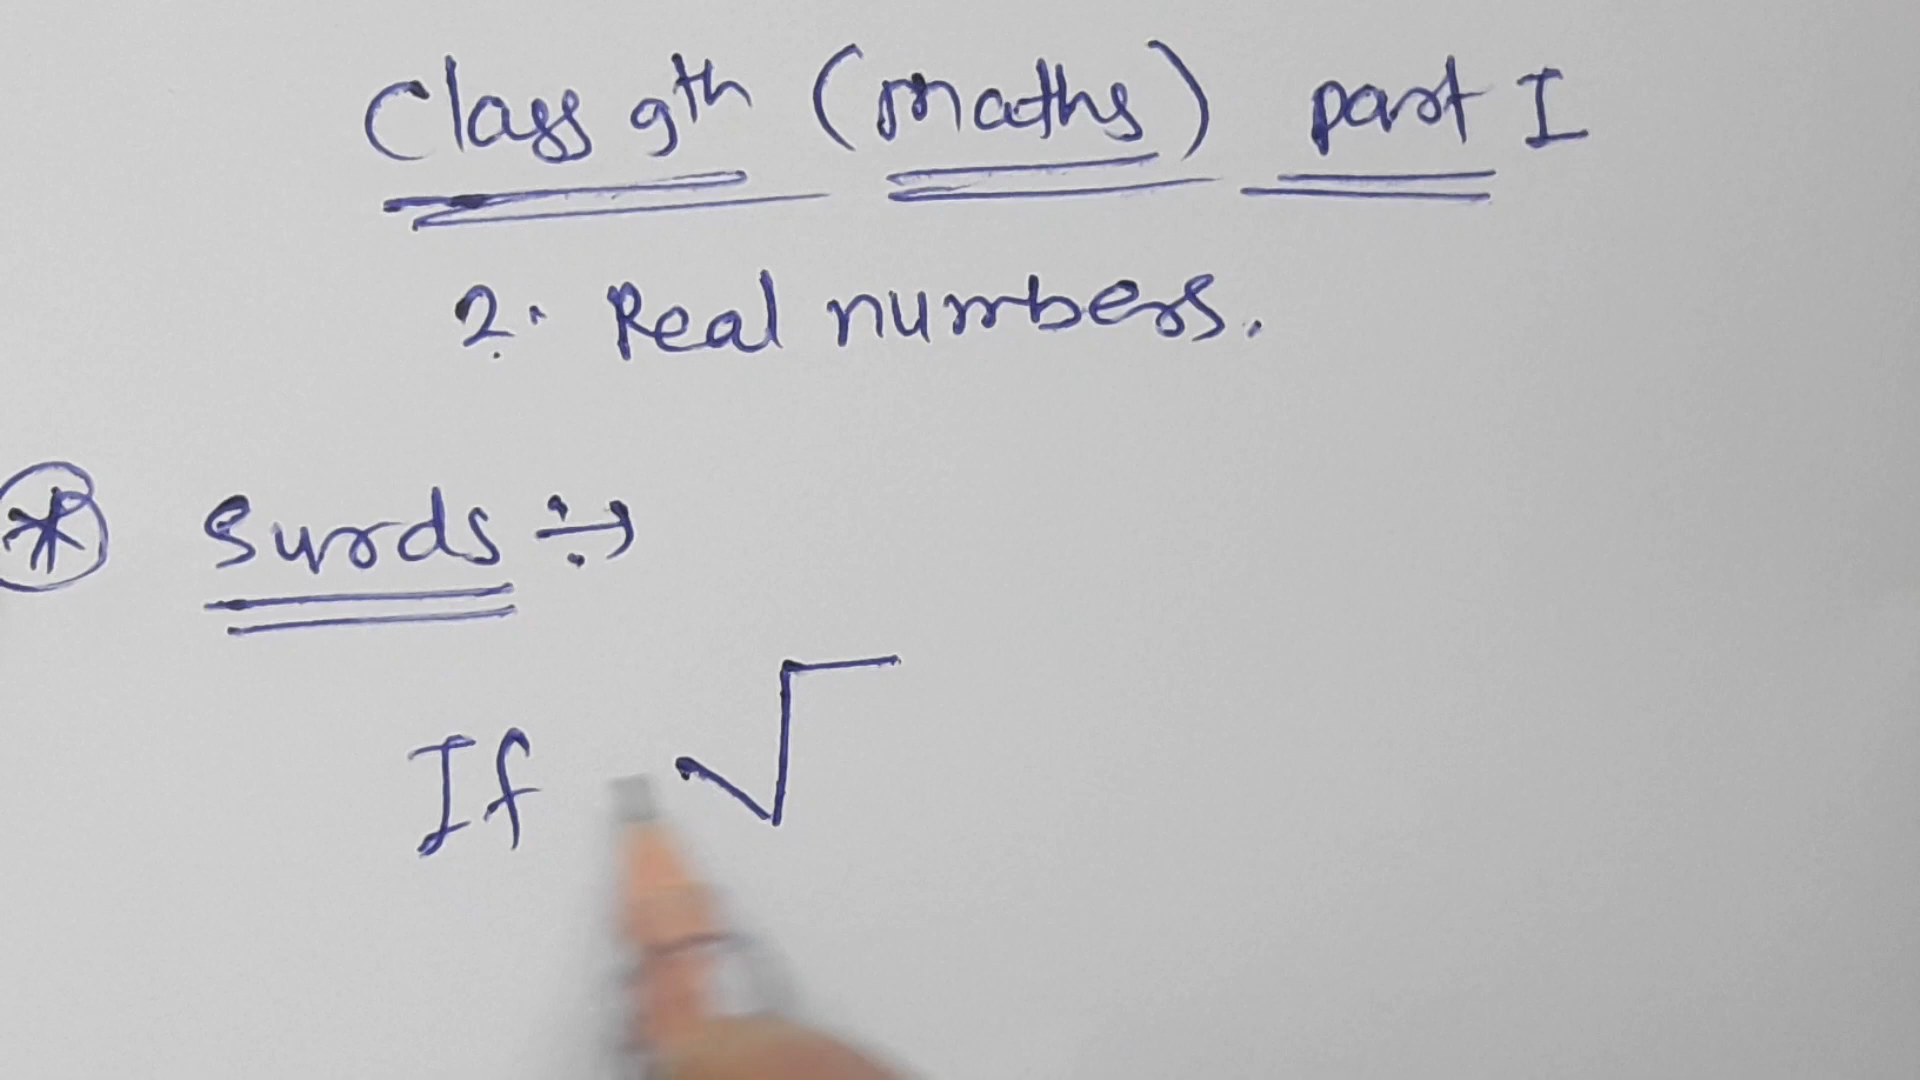 Class 9th (maths) part I
2. Real numbers.
* Surds ÷→
If √